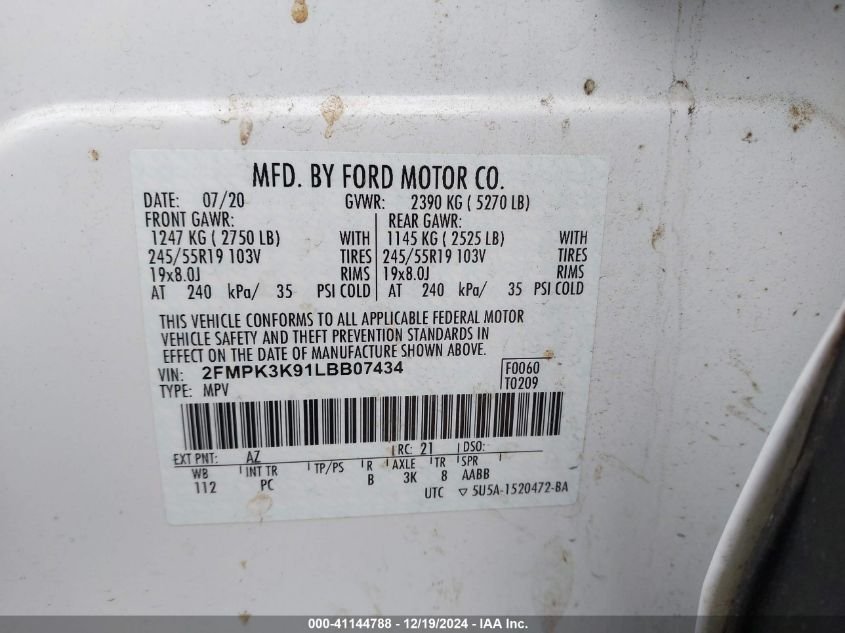 MFD. BY FORD MOTOR CO.
DATE: 07/20 GVWR: 2390 KG ( 5270 LB)
FRONT GAWR: REAR GAWR:
1247 KG ( 2750 LB) WITH 1145 KG ( 2525 LB) WITH
245/55R19 103V TIRES 245/55R19 103V TIRES
19x8.0J RIMS 19x8.0J RIMS
AT 240 kPa/ 35 PSI COLD AT 240 kPa/ 35 PSI COLD
THIS VEHICLE CONFORMS TO ALL APPLICABLE FEDERAL MOTOR
VEHICLE SAFETY AND THEFT PREVENTION STANDARDS IN
EFFECT ON THE DATE OF MANUFACTURE SHOWN ABOVE.
VIN: 2FMPK3K91LBB07434 F0060
TYPE: MPV T0209
EXT PNT: AZ RC: 21 DSO:
WB INT TR TP/PS R AXLE TR SPR
112 PC B 3K 8 AABB
UTC ▽ 5U5A-1520472-BA
000-41144788 - 12/19/2024 - IAA Inc.